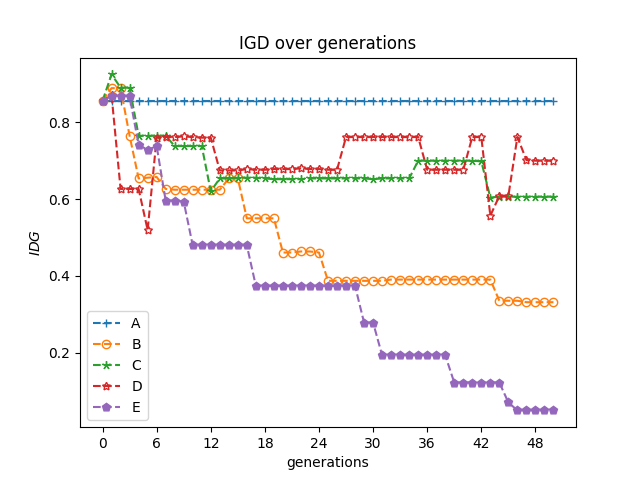 IGD over generations
IDG
0.8
0.6
0.4
0.2
0 6 12 18 24 30 36 42 48
generations
A
B
C
D
E